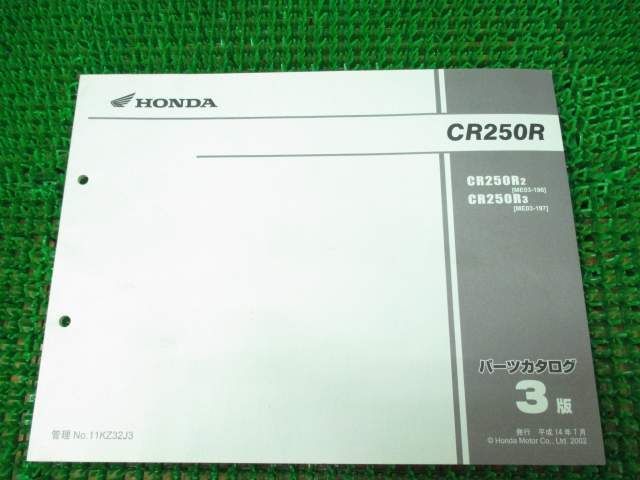 HONDA
CR250R
CR250R2
[ME03-196]
CR250R3
[ME03-197]
パーツカタログ
3版
発行 平成14年7月
© Honda Motor Co., Ltd. 2002
管理 No.11KZ32J3